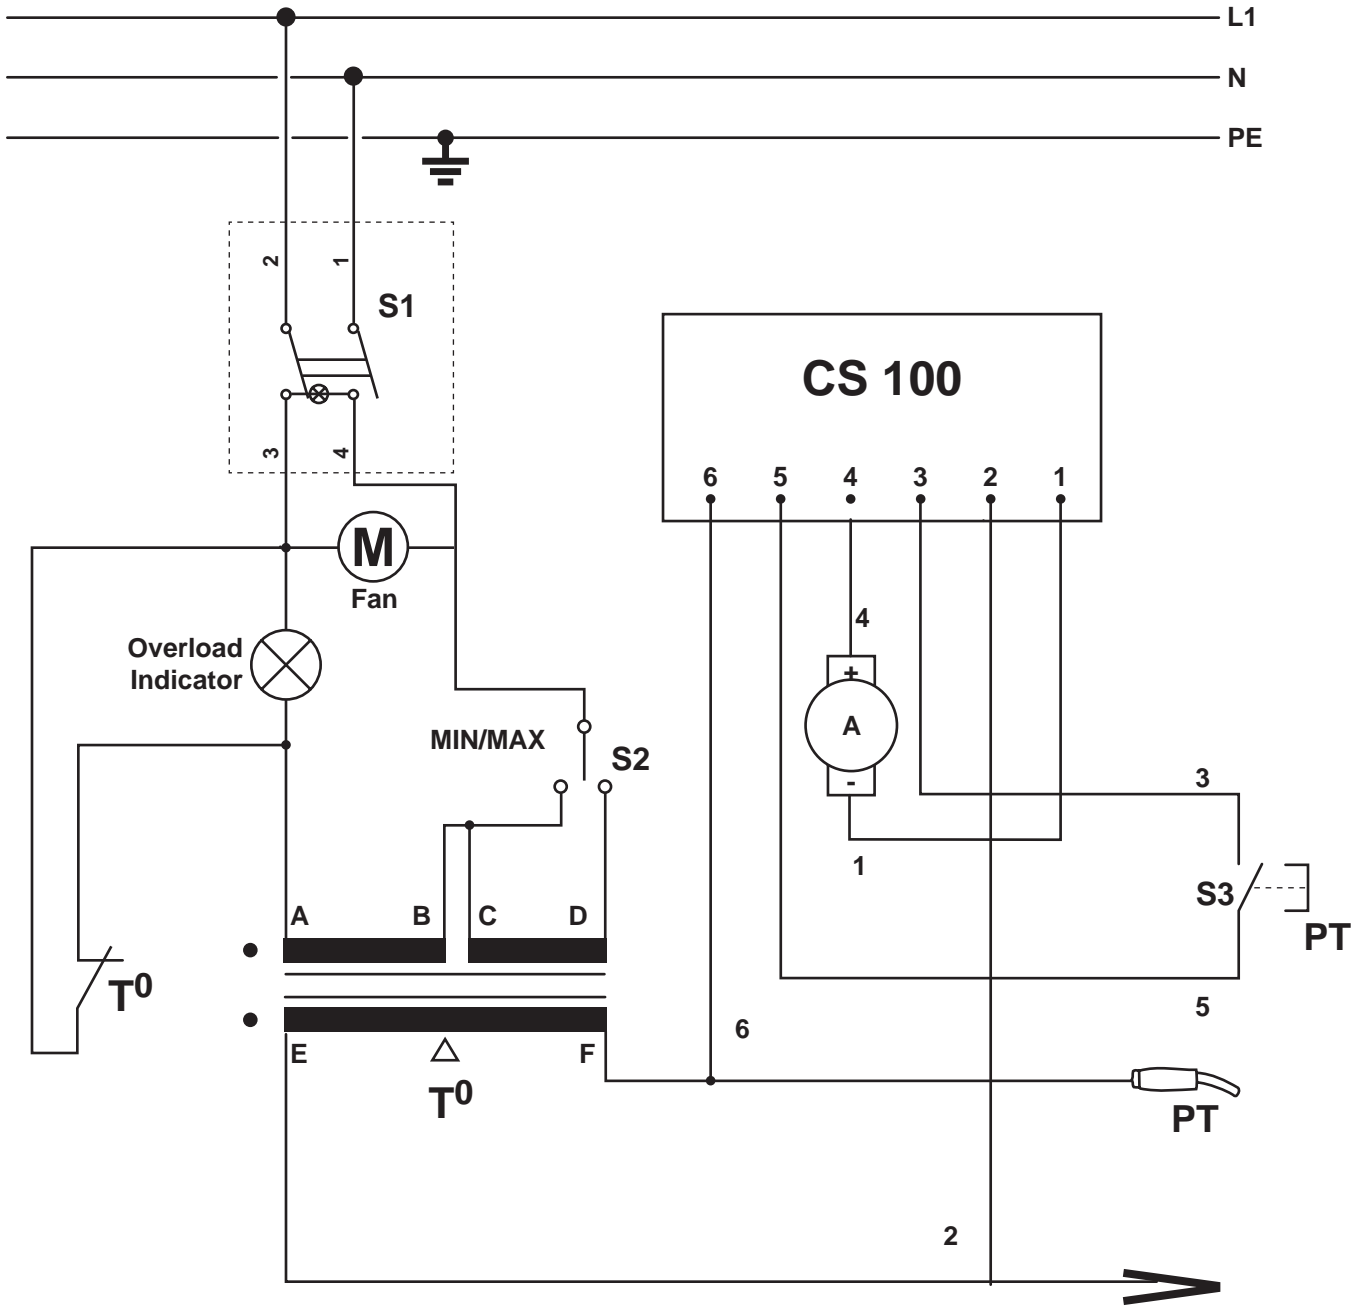 L1
N
PE
2 1
S1
3 4
CS 100
6 5 4 3 2 1
M
Fan
Overload
Indicator
MIN/MAX
S2
4
+
A
-
1
3
S3
PT
5
A B C D
T0
E F
T0
6
PT
2